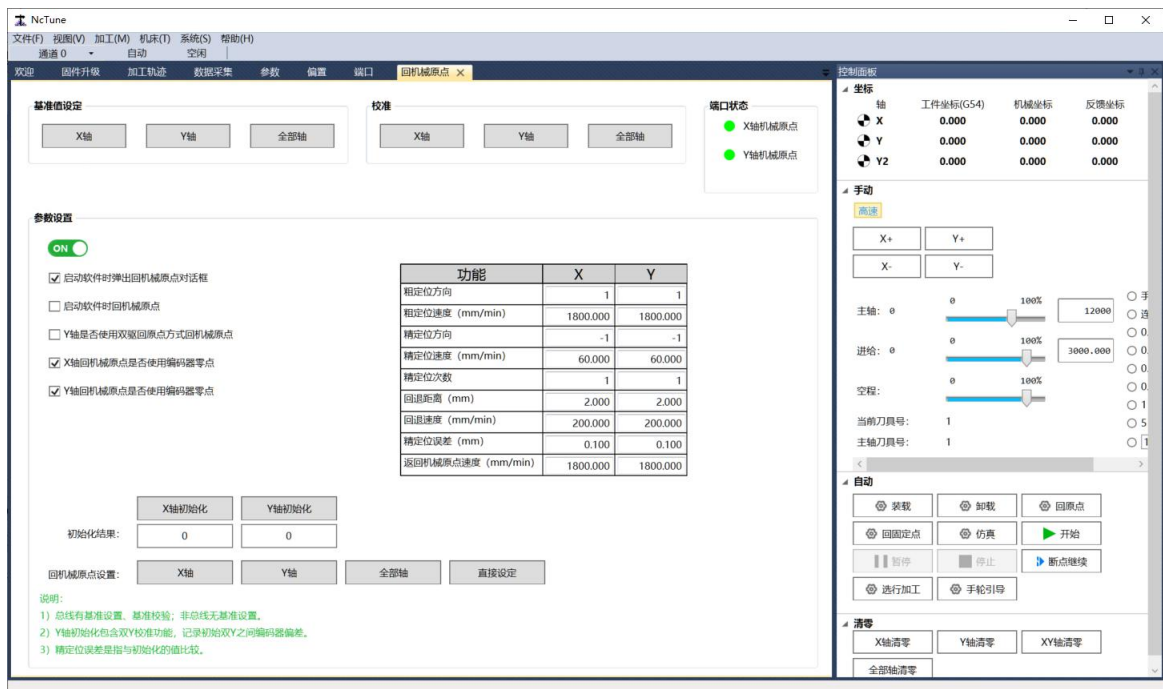 NcTune
文件(F) 视图(V) 加工(M) 机床(T) 系统(S) 帮助(H)
通道 0 自动 空闲
欢迎 固件升级 加工轨迹 数据采集 参数 偏置 端口 回机械原点
基准值设定
X轴 Y轴 全部轴
校准
X轴 Y轴 全部轴
端口状态
X轴机械原点
Y轴机械原点
参数设置
ON
启动软件时弹出回机械原点对话框
启动软件时回机械原点
Y轴是否使用双驱回原点方式回机械原点
X轴回机械原点是否使用编码器零点
Y轴回机械原点是否使用编码器零点
功能 X Y
粗定位方向 1 1
粗定位速度（mm/min） 1800.000 1800.000
精定位方向 -1 -1
精定位速度（mm/min） 60.000 60.000
精定位次数 1 1
回退距离（mm） 2.000 2.000
回退速度（mm/min） 200.000 200.000
精定位误差（mm） 0.100 0.100
返回机械原点速度（mm/min） 1800.000 1800.000
X轴初始化 Y轴初始化
初始化结果： 0 0
回机械原点设置： X轴 Y轴 全部轴 直接设定
说明：
1）总线有基准设置、基准校验；非总线无基准设置。
2）Y轴初始化包含双Y校准功能，记录初始双Y之间编码器偏差。
3）精定位误差是指与初始化的值比较。
控制面板
坐标
轴 工件坐标(G54) 机械坐标 反馈坐标
X 0.000 0.000 0.000
Y 0.000 0.000 0.000
Y2 0.000 0.000 0.000
手动
高速
X+ Y+
X- Y-
主轴： 0 0 100% 12000
进给： 0 0 100% 3000.000
空程： 0 100%
当前刀具号： 1
主轴刀具号： 1
手
连
0.
0.
0.
0.
1
5
1
自动
装载 卸载 回原点
回固定点 仿真 开始
暂停 停止 断点继续
选行加工 手轮引导
清零
X轴清零 Y轴清零 XY轴清零
全部轴清零